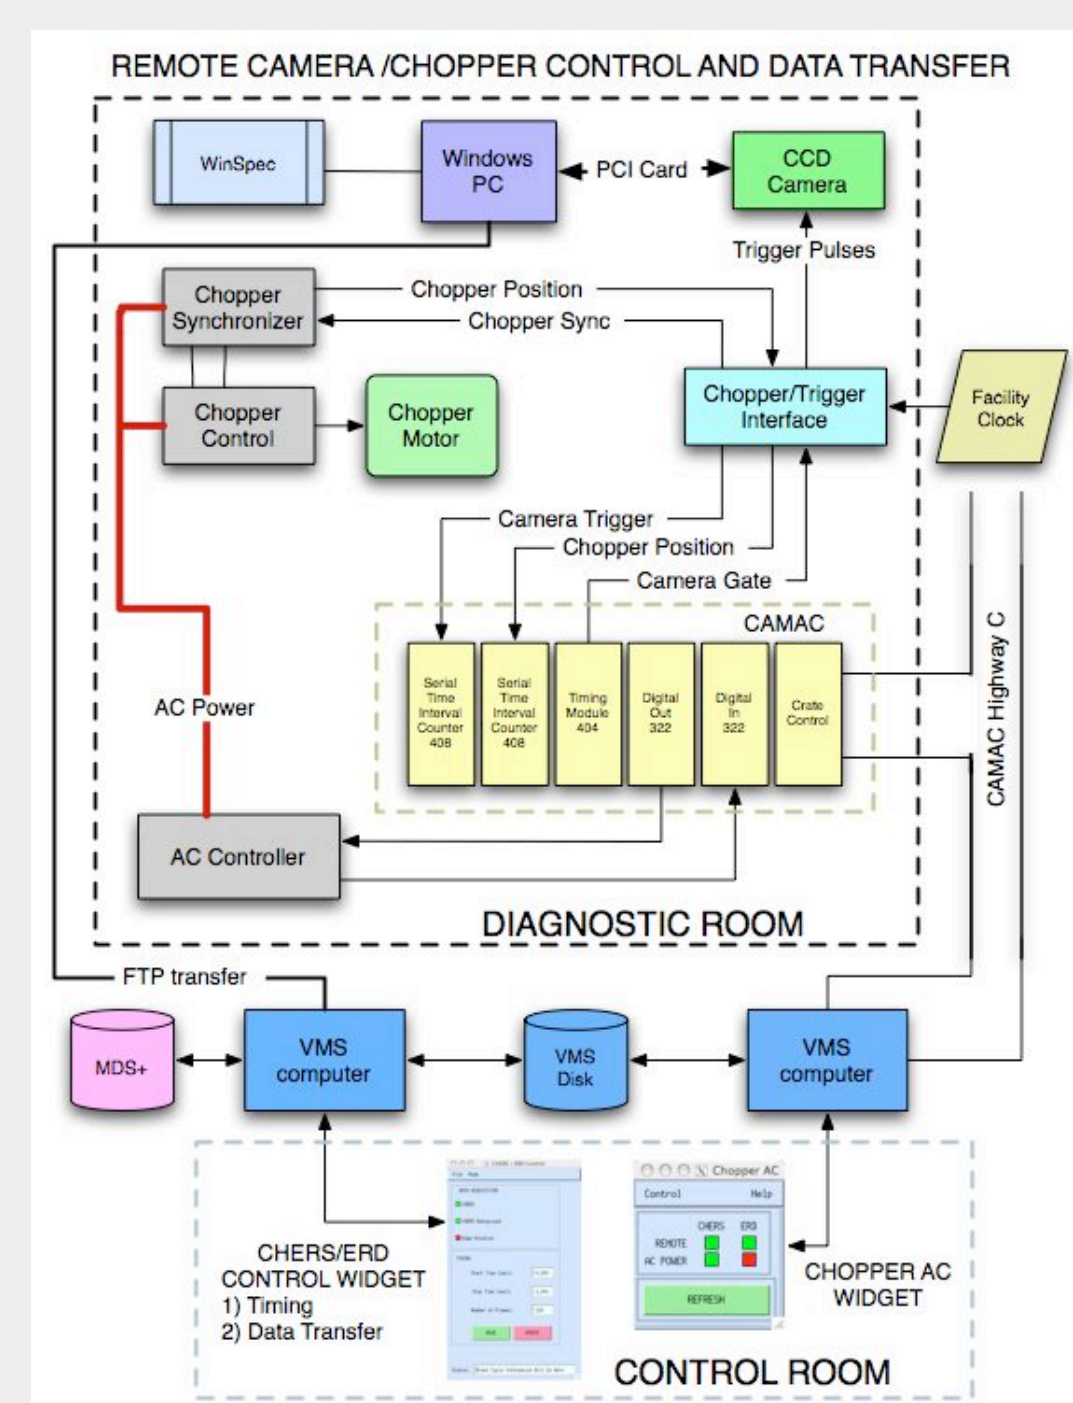 REMOTE CAMERA /CHOPPER CONTROL AND DATA TRANSFER
WinSpec
Windows
PC
PCI Card
CCD
Camera
Trigger Pulses
Chopper
Synchronizer
Chopper Position
Chopper Sync
Chopper
Control
Chopper
Motor
Chopper/Trigger
Interface
Facility
Clock
Camera Trigger
Chopper Position
Camera Gate
CAMAC
Serial
Time
Interval
Counter
408
Serial
Time
Interval
Counter
408
Timing
Module
404
Digital
Out
322
Digital
In
322
Crate
Control
CAMAC Highway C
AC Power
AC Controller
DIAGNOSTIC ROOM
FTP transfer
MDS+
VMS
computer
VMS
Disk
VMS
computer
CHERS/ERD
CONTROL WIDGET
1) Timing
2) Data Transfer
Chopper AC
Control Help
CHERS ERD
REMOTE
AC POWER
REFRESH
CHOPPER AC
WIDGET
CONTROL ROOM